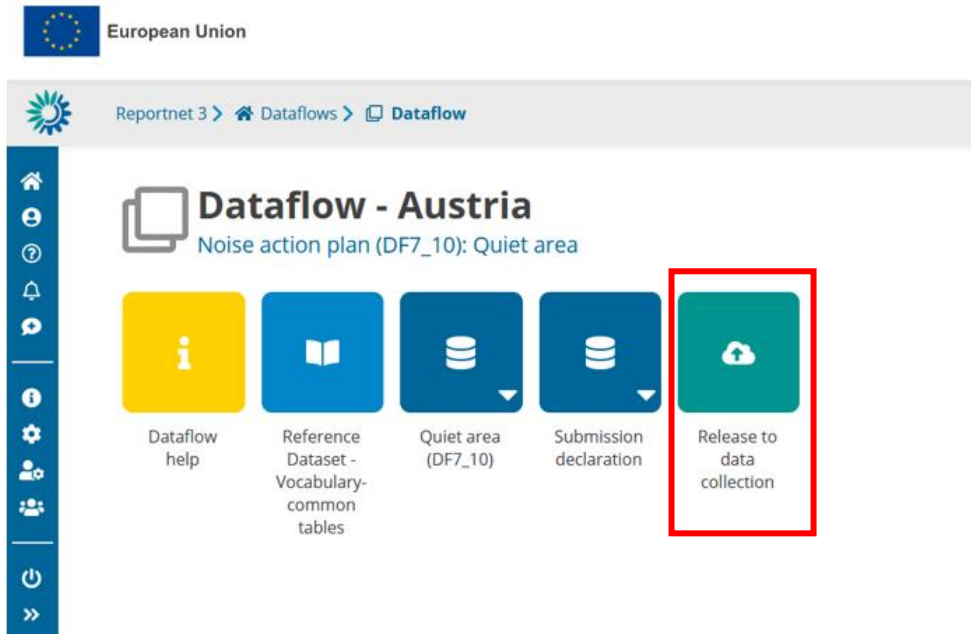 European Union
Reportnet 3 > Dataflows > Dataflow
Dataflow - Austria
Noise action plan (DF7_10): Quiet area
Dataflow
help
Reference
Dataset -
Vocabulary-
common
tables
Quiet area
(DF7_10)
Submission
declaration
Release to
data
collection